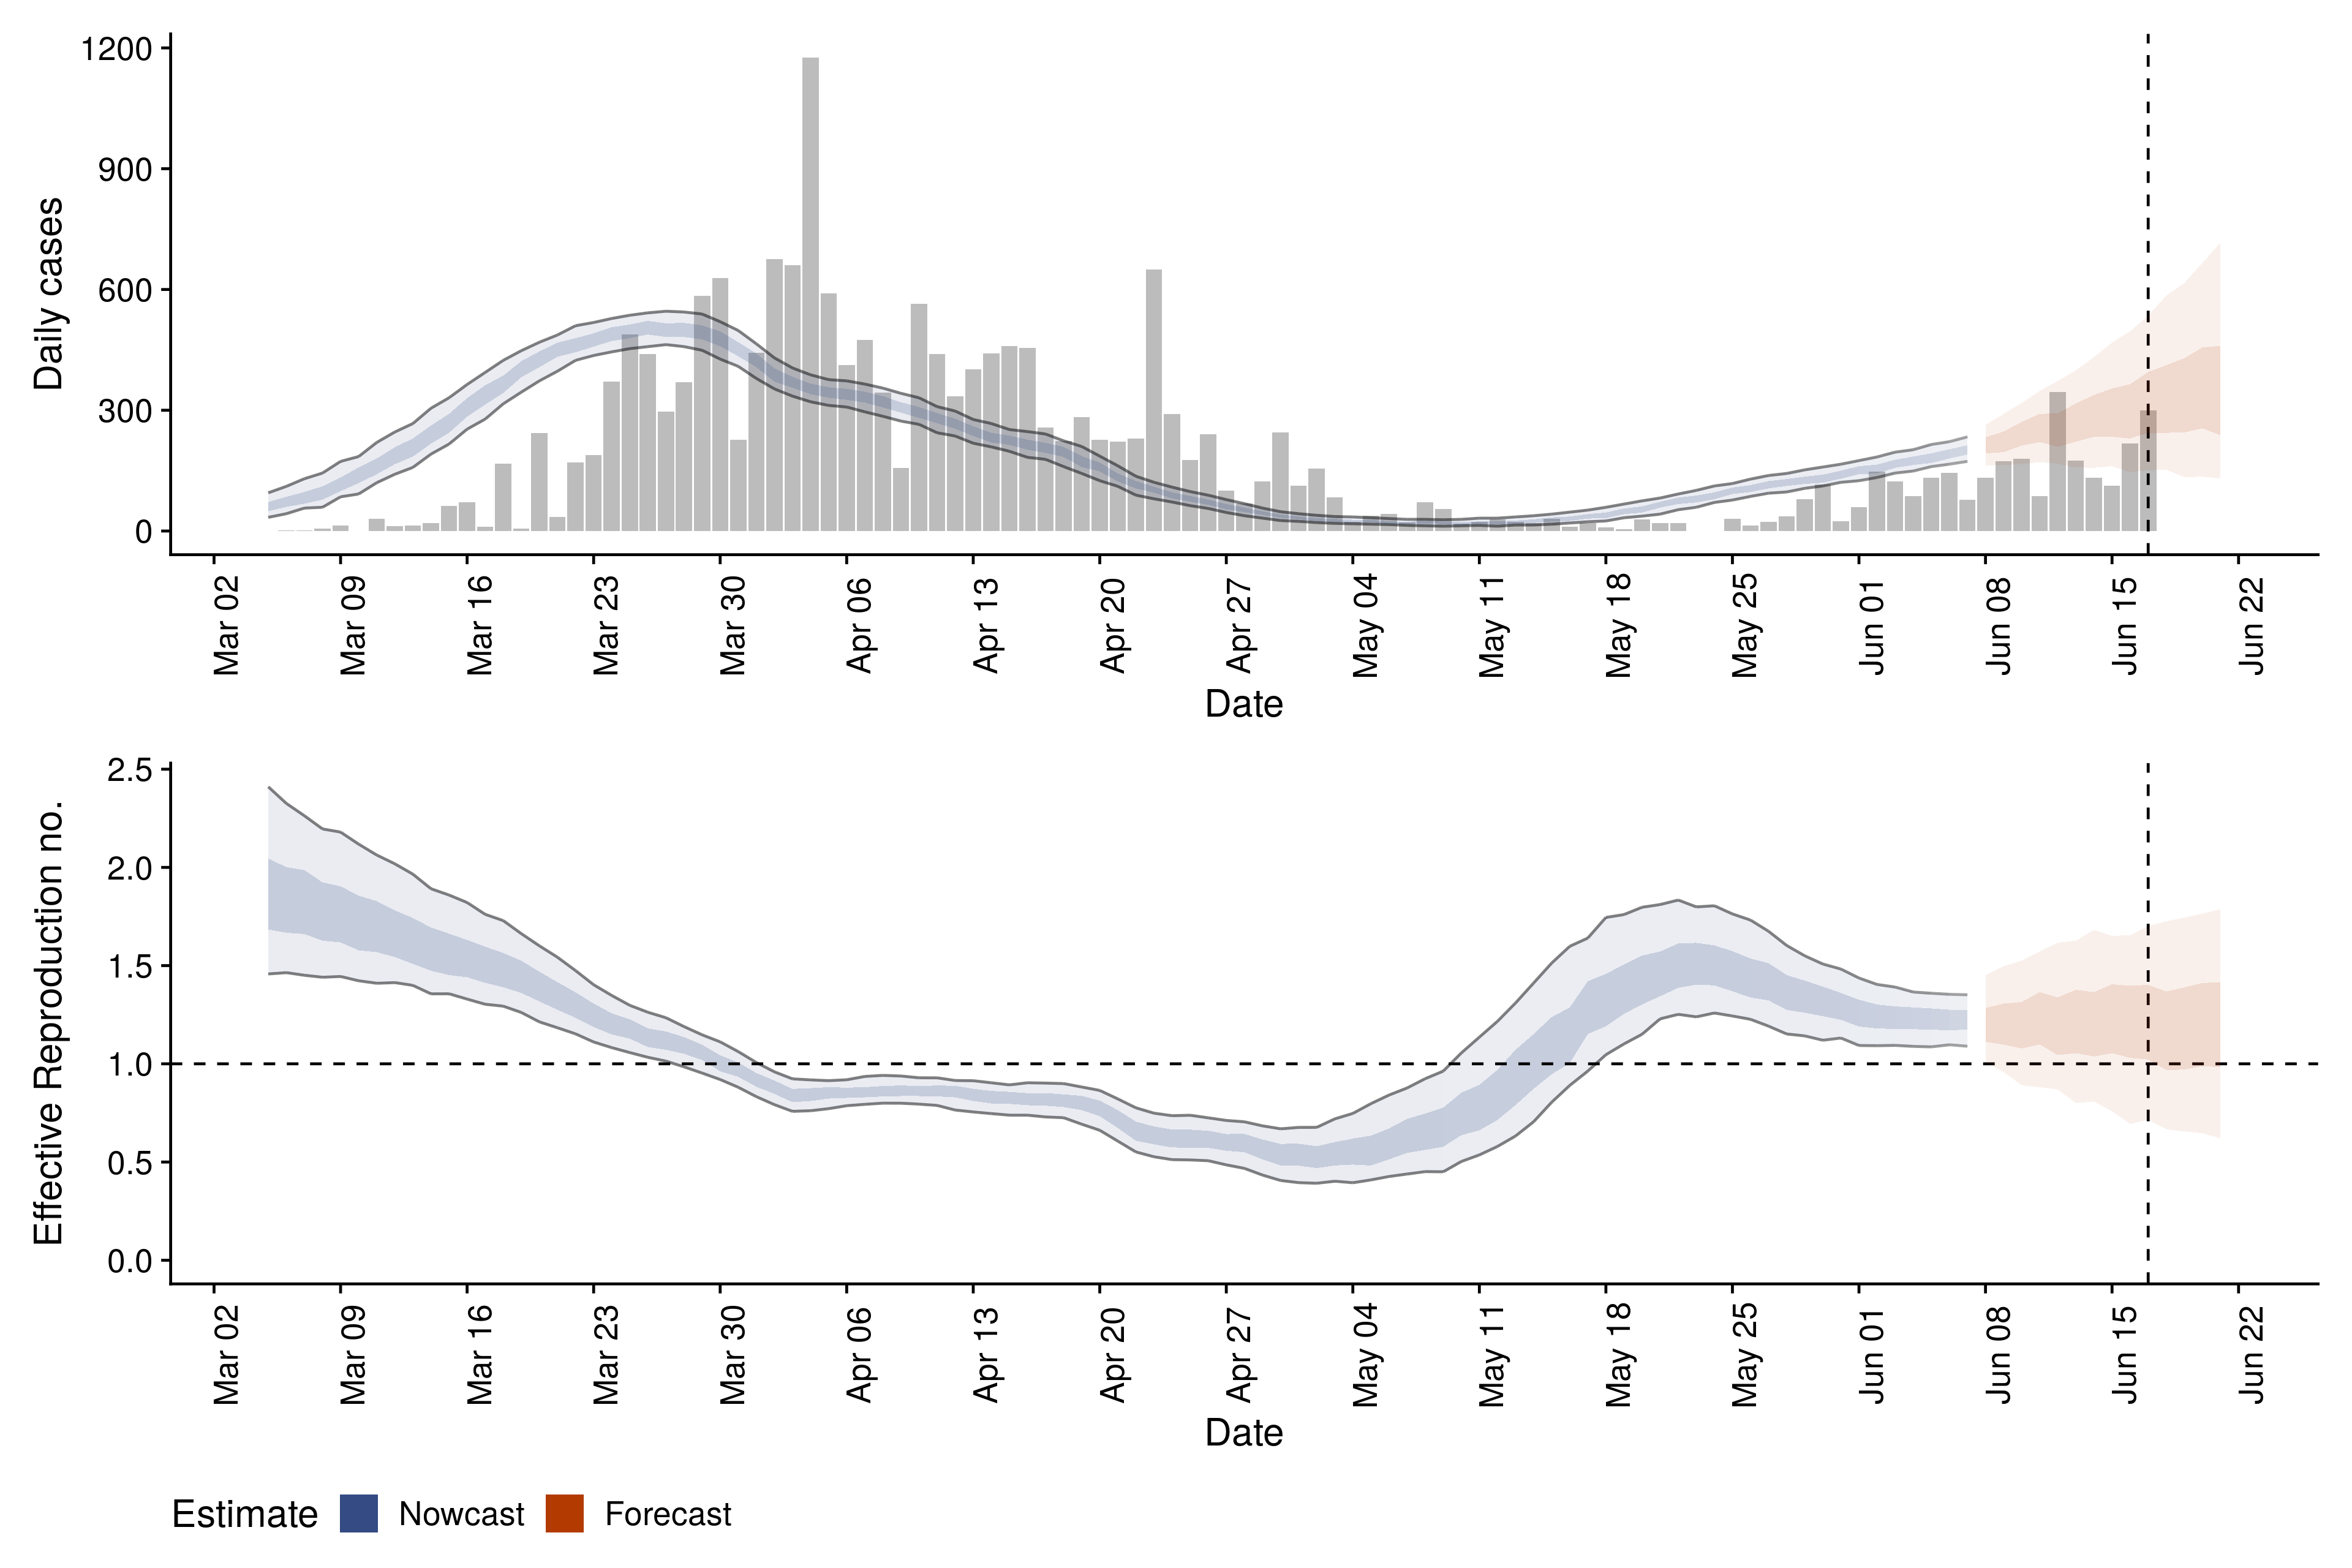 1200
900
600
300
0
Daily cases
Mar 02
Mar 09
Mar 16
Mar 23
Mar 30
Apr 06
Apr 13
Apr 20
Apr 27
May 04
May 11
May 18
May 25
Jun 01
Jun 08
Jun 15
Jun 22
Date
2.5
2.0
1.5
1.0
0.5
0.0
Effective Reproduction no.
Mar 02
Mar 09
Mar 16
Mar 23
Mar 30
Apr 06
Apr 13
Apr 20
Apr 27
May 04
May 11
May 18
May 25
Jun 01
Jun 08
Jun 15
Jun 22
Date
Estimate Nowcast Forecast